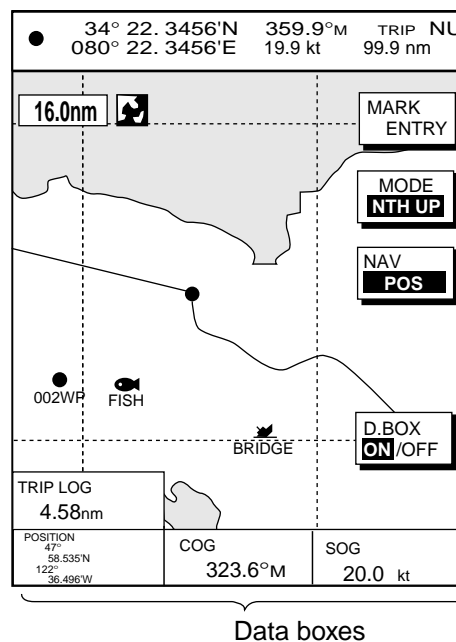 34° 22. 3456'N 359.9°M TRIP NU
080° 22. 3456'E 19.9 kt 99.9 nm
16.0nm
MARK
ENTRY
MODE
NTH UP
NAV
POS
002WP
FISH
BRIDGE
D.BOX
ON /OFF
TRIP LOG
4.58nm
POSITION
47°
58.535'N
122°
36.496'W
COG
323.6°M
SOG
20.0 kt
Data boxes